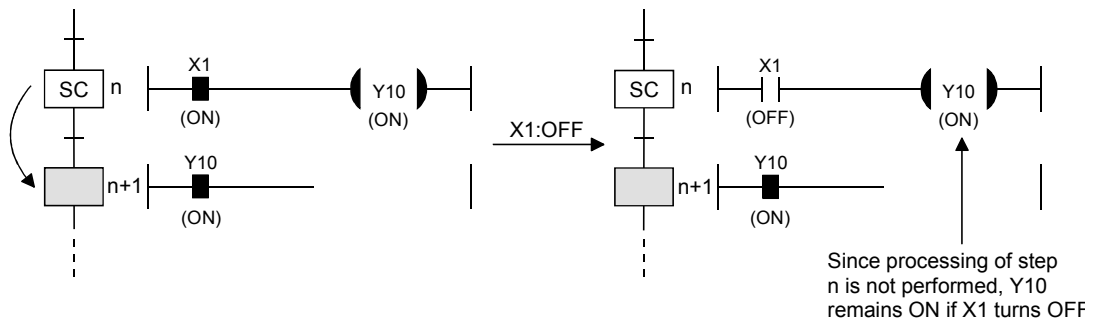 X1
SC n Y10
(ON) (ON)
X1:OFF
Y10
n+1
(ON)
X1
SC n Y10
(OFF) (ON)
Y10
n+1
(ON)
Since processing of step
n is not performed, Y10
remains ON if X1 turns OFF